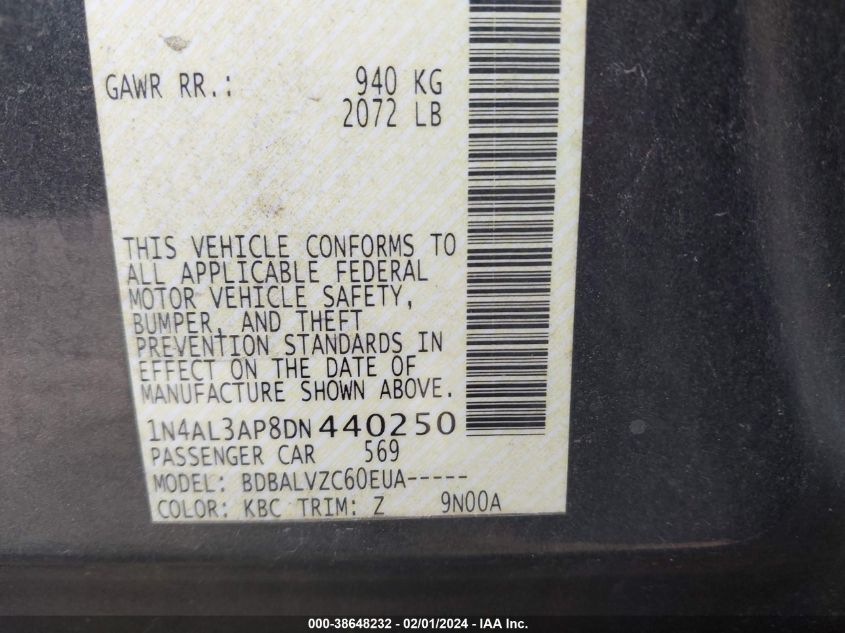 GAWR RR.: 940 KG
2072 LB
THIS VEHICLE CONFORMS TO
ALL APPLICABLE FEDERAL
MOTOR VEHICLE SAFETY,
BUMPER, AND THEFT
PREVENTION STANDARDS IN
EFFECT ON THE DATE OF
MANUFACTURE SHOWN ABOVE.
1N4AL3AP8DN440250
PASSENGER CAR 569
MODEL: BDBALVZC60EUA-----
COLOR: KBC TRIM: Z 9N00A
000-38648232 - 02/01/2024 - IAA Inc.